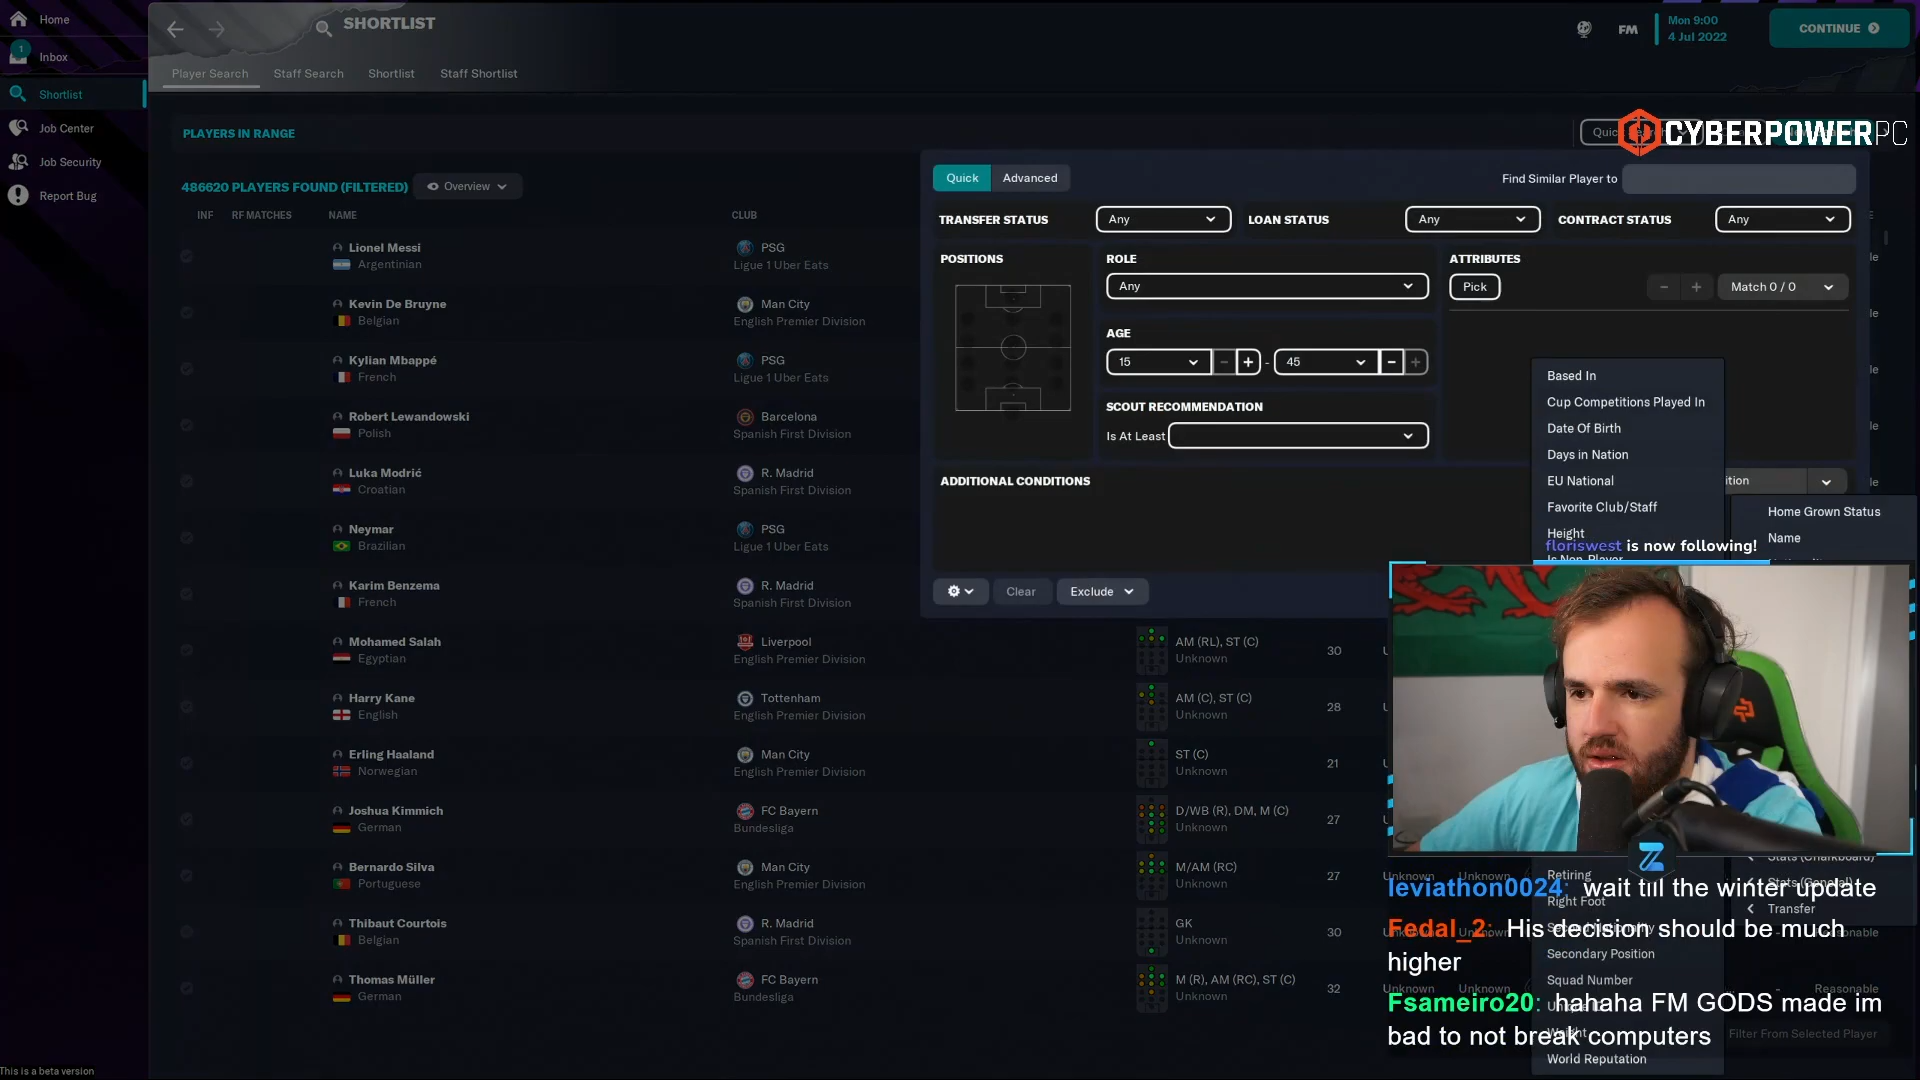 Home
SHORTLIST
FM
Mon 9:00
4 Jul 2022
CONTINUE
1
Inbox
Player Search
Staff Search
Shortlist
Staff Shortlist
Shortlist
Job Center
Job Security
Report Bug
PLAYERS IN RANGE
CYBERPOWERPC
486620 PLAYERS FOUND (FILTERED)
Overview
INF
RF MATCHES
NAME
CLUB
Quick
Advanced
Find Similar Player to
TRANSFER STATUS
Any
LOAN STATUS
Any
CONTRACT STATUS
Any
POSITIONS
ROLE
Any
ATTRIBUTES
Pick
Match 0 / 0
AGE
15
-
45
SCOUT RECOMMENDATION
Is At Least
ADDITIONAL CONDITIONS
Clear
Exclude
Based In
Cup Competitions Played In
Date Of Birth
Days in Nation
EU National
Favorite Club/Staff
Height
Is Non-Player
Home Grown Status
Name
floriswest is now following!
Lionel Messi
Argentinian
PSG
Ligue 1 Uber Eats
Kevin De Bruyne
Belgian
Man City
English Premier Division
Kylian Mbappé
French
PSG
Ligue 1 Uber Eats
Robert Lewandowski
Polish
Barcelona
Spanish First Division
Luka Modrić
Croatian
R. Madrid
Spanish First Division
Neymar
Brazilian
PSG
Ligue 1 Uber Eats
Karim Benzema
French
R. Madrid
Spanish First Division
Mohamed Salah
Egyptian
Liverpool
English Premier Division
AM (RL), ST (C)
Unknown
30
Harry Kane
English
Tottenham
English Premier Division
AM (C), ST (C)
Unknown
28
Erling Haaland
Norwegian
Man City
English Premier Division
ST (C)
Unknown
21
Joshua Kimmich
German
FC Bayern
Bundesliga
D/WB (R), DM, M (C)
Unknown
27
Bernardo Silva
Portuguese
Man City
English Premier Division
M/AM (RC)
Unknown
27
Thibaut Courtois
Belgian
R. Madrid
Spanish First Division
GK
Unknown
30
Thomas Müller
German
FC Bayern
Bundesliga
M (R), AM (RC), ST (C)
Unknown
32
Stats (Chalkboard)
Retiring
Stats (General)
Right Foot
Transfer
Secondary Position
Squad Number
Reasonable
Weight
Filter From Selected Player
World Reputation
leviathon0024: wait till the winter update
Fedal_2: His decision should be much
higher
Fsameiro20: hahaha FM GODS made im
bad to not break computers
This is a beta version